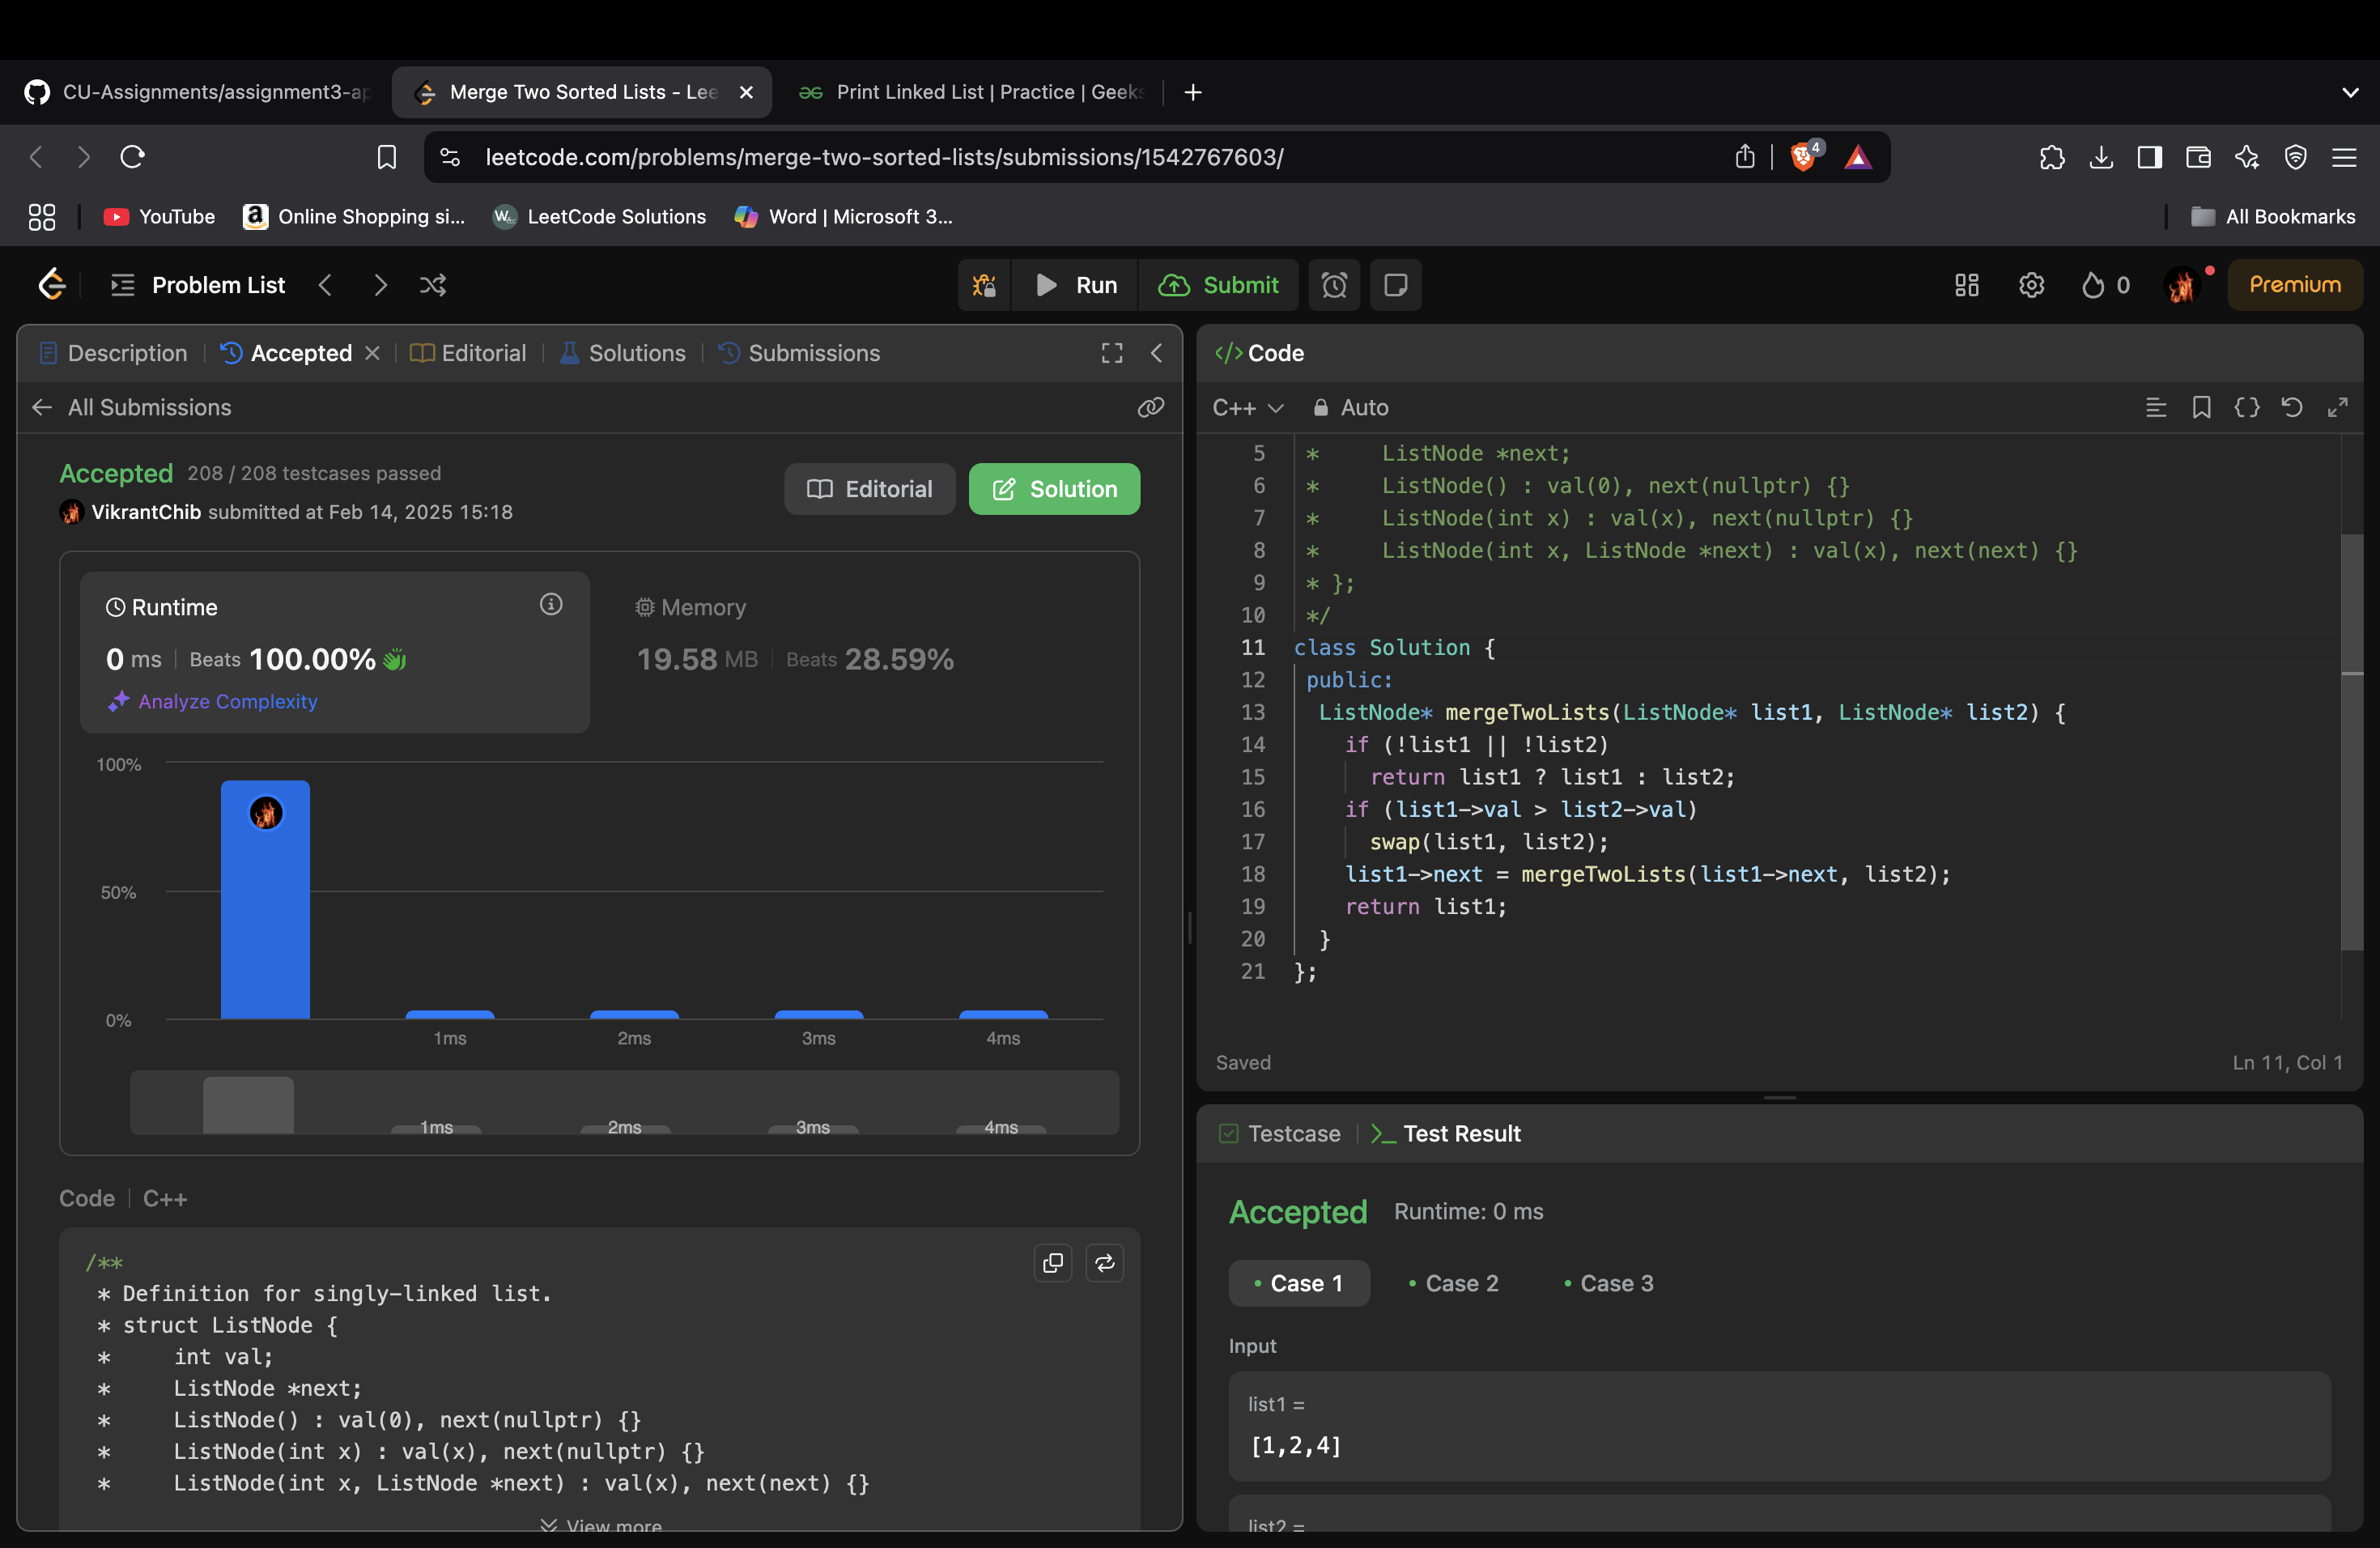 CU-Assignments/assignment3-ap
Merge Two Sorted Lists - Lee
Print Linked List | Practice | Geeks
leetcode.com/problems/merge-two-sorted-lists/submissions/1542767603/
4
YouTube
Online Shopping si...
LeetCode Solutions
Word | Microsoft 3...
All Bookmarks
Problem List
Run
Submit
0
Premium
Description
Accepted
Editorial
Solutions
Submissions
All Submissions
Accepted 208 / 208 testcases passed
VikrantChib submitted at Feb 14, 2025 15:18
Editorial
Solution
Runtime
0 ms | Beats 100.00%
Analyze Complexity
Memory
19.58 MB | Beats 28.59%
100%
50%
0%
1ms 2ms 3ms 4ms
1ms 2ms 3ms 4ms
Code | C++
/**
* Definition for singly-linked list.
* struct ListNode {
*     int val;
*     ListNode *next;
*     ListNode() : val(0), next(nullptr) {}
*     ListNode(int x) : val(x), next(nullptr) {}
*     ListNode(int x, ListNode *next) : val(x), next(next) {}
View more
</> Code
C++ Auto
5 *     ListNode *next;
6 *     ListNode() : val(0), next(nullptr) {}
7 *     ListNode(int x) : val(x), next(nullptr) {}
8 *     ListNode(int x, ListNode *next) : val(x), next(next) {}
9 * };
10 */
11 class Solution {
12 public:
13 ListNode* mergeTwoLists(ListNode* list1, ListNode* list2) {
14 if (!list1 || !list2)
15 return list1 ? list1 : list2;
16 if (list1->val > list2->val)
17 swap(list1, list2);
18 list1->next = mergeTwoLists(list1->next, list2);
19 return list1;
20 }
21 };
Saved
Ln 11, Col 1
Testcase
Test Result
Accepted Runtime: 0 ms
• Case 1 • Case 2 • Case 3
Input
list1 =
[1,2,4]
list2 =